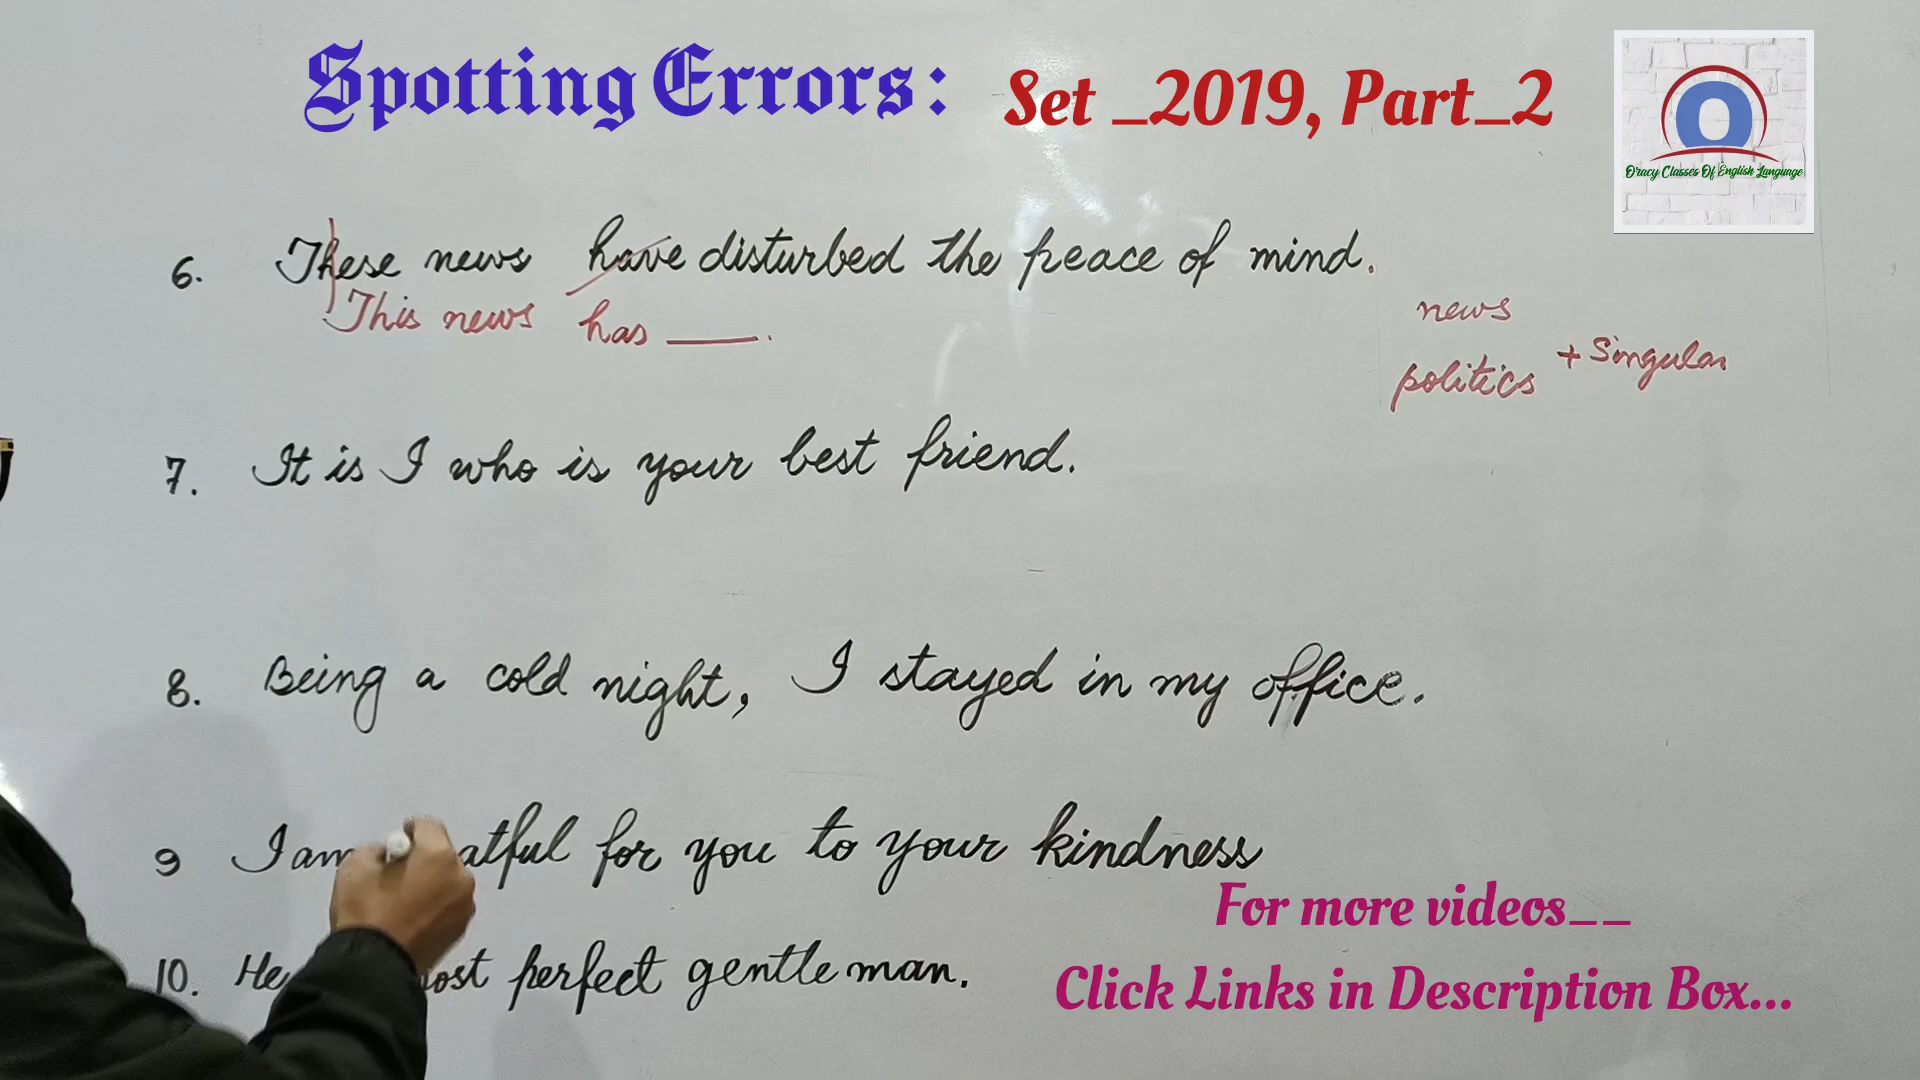 Spotting Errors: Set _2019, Part_2
O'racy Classes Of English Language
6. These news have disturbed the peace of mind.
This news has ___.
news
politics + Singular
7. It is I who is your best friend.
8. Being a cold night, I stayed in my office.
9 I am atful for you to your kindness
For more videos__
10. He ost perfect gentleman.
Click Links in Description Box...